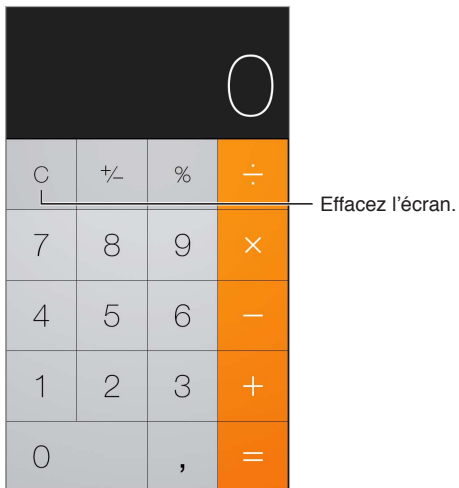 0
C +/- % ÷
Effacez l’écran.
7 8 9 ×
4 5 6 −
1 2 3 +
0 , =